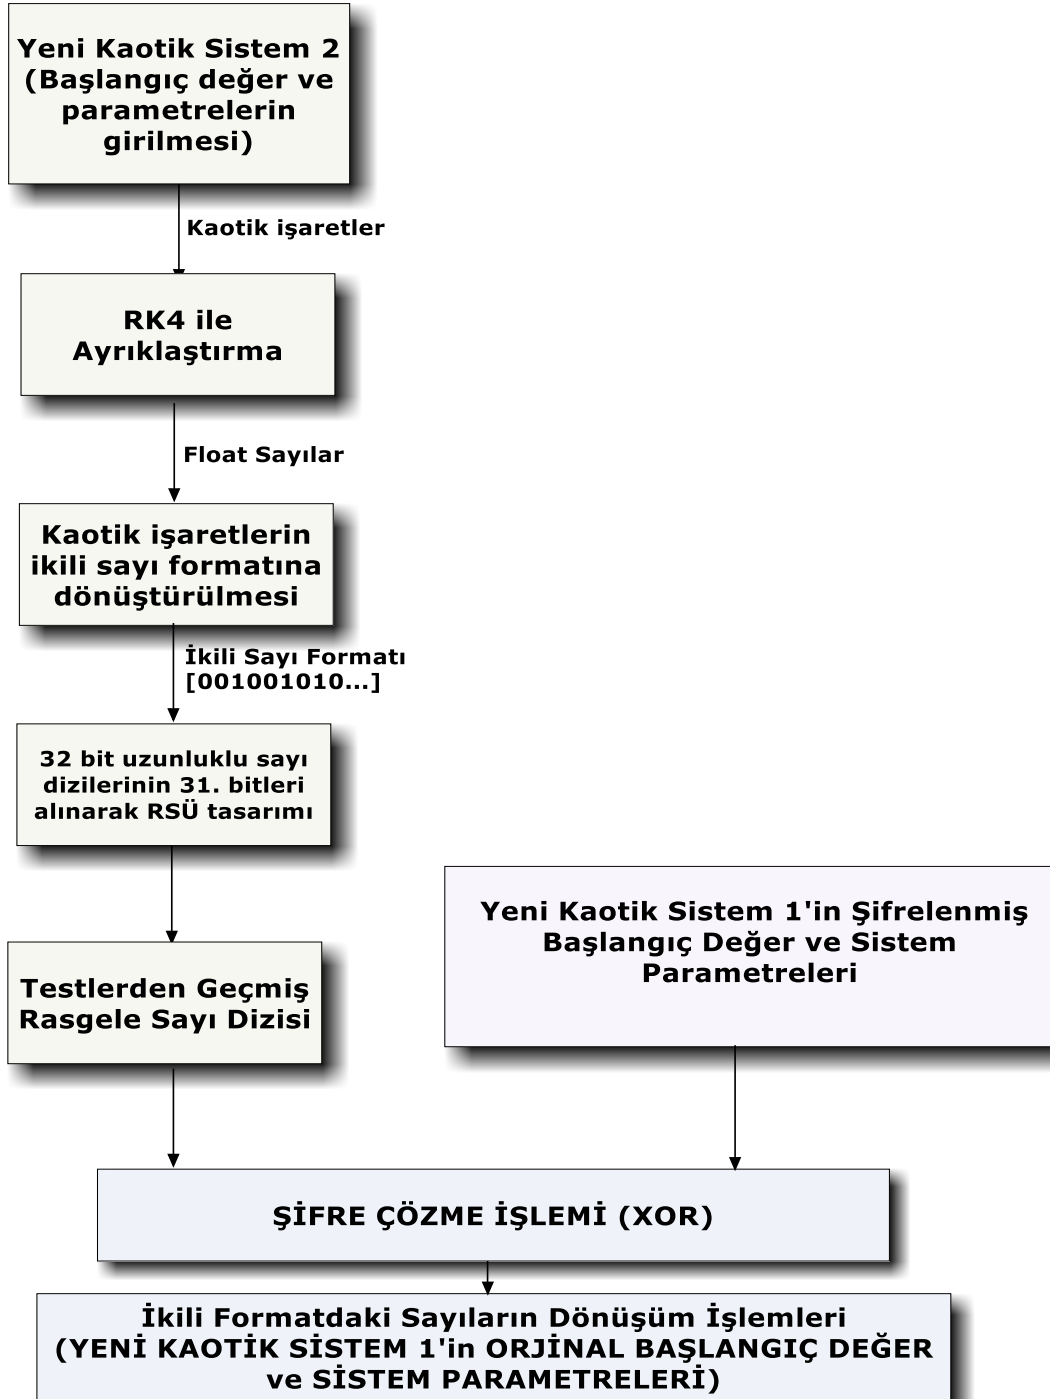 Yeni Kaotik Sistem 2
(Başlangıç değer ve
parametrelerin
girilmesi)
Kaotik işaretler
RK4 ile
Ayrıklaştırma
Float Sayılar
Kaotik işaretlerin
ikili sayı formatına
dönüştürülmesi
İkili Sayı Formatı
[001001010...]
32 bit uzunluklu sayı
dizilerinin 31. bitleri
alınarak RSÜ tasarımı
Yeni Kaotik Sistem 1'in Şifrelenmiş
Başlangıç Değer ve Sistem
Parametreleri
Testlerden Geçmiş
Rasgele Sayı Dizisi
ŞİFRE ÇÖZME İŞLEMİ (XOR)
İkili Formatdaki Sayıların Dönüşüm İşlemleri
(YENİ KAOTİK SİSTEM 1'in ORJİNAL BAŞLANGIÇ DEĞER
ve SİSTEM PARAMETRELERİ)